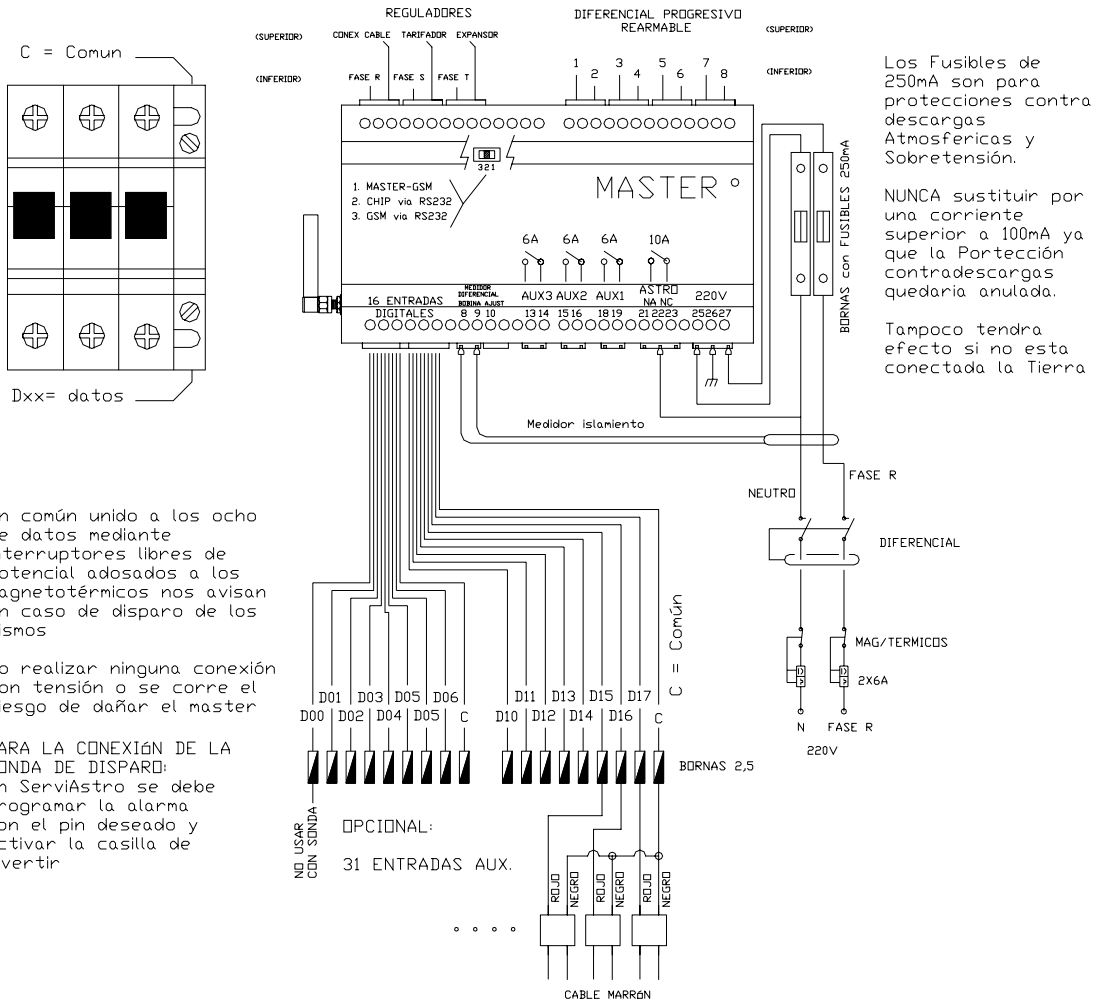 REGULADORES
DIFERENCIAL PROGRESIVO
REARMABLE
(SUPERIOR)
CONEX CABLE TARIFADOR EXPANSOR
(SUPERIOR)
C = Comun
(INFERIOR)
FASE R FASE S FASE T
1 2 3 4 5 6 7 8
(INFERIOR)
Los Fusibles de
250mA son para
protecciones contra
descargas
Atmosfericas y
Sobretensión.
NUNCA sustituir por
una corriente
superior a 100mA ya
que la Portección
contradescargas
quedaria anulada.
Tampoco tendra
efecto si no esta
conectada la Tierra
BORNAS con FUSIBLES 250mA
321
1. MASTER-GSM
2. CHIP via RS232
3. GSM via RS232
MASTER
6A 6A 6A 10A
16 ENTRADAS
DIGITALES
MEDIDOR
DIFERENCIAL
BOBINA AJUST
8 9 10
AUX3 AUX2 AUX1
ASTRO
NA NC
220V
13 14 15 16 18 19 21 22 23 25 26 27
Dxx= datos
Medidor islamiento
NEUTRO
FASE R
DIFERENCIAL
MAG/TERMICOS
2X6A
N FASE R
220V
n común unido a los ocho
e datos mediante
nterruptores libres de
otencial adosados a los
agnetotérmicos nos avisan
n caso de disparo de los
ismos
o realizar ninguna conexión
on tensión o se corre el
iesgo de dañar el master
ARA LA CONEXIóN DE LA
ONDA DE DISPARO:
n ServiAstro se debe
rogramar la alarma
on el pin deseado y
ctivar la casilla de
vertir
D01 D03 D05 D06
D00 D02 D04 D05 C
D11 D13 D15 D17
D10 D12 D14 D16 C
C = Común
BORNAS 2,5
NO USAR
CON SONDA
OPCIONAL:
31 ENTRADAS AUX.
ROJO NEGRO ROJO NEGRO ROJO NEGRO
CABLE MARRóN